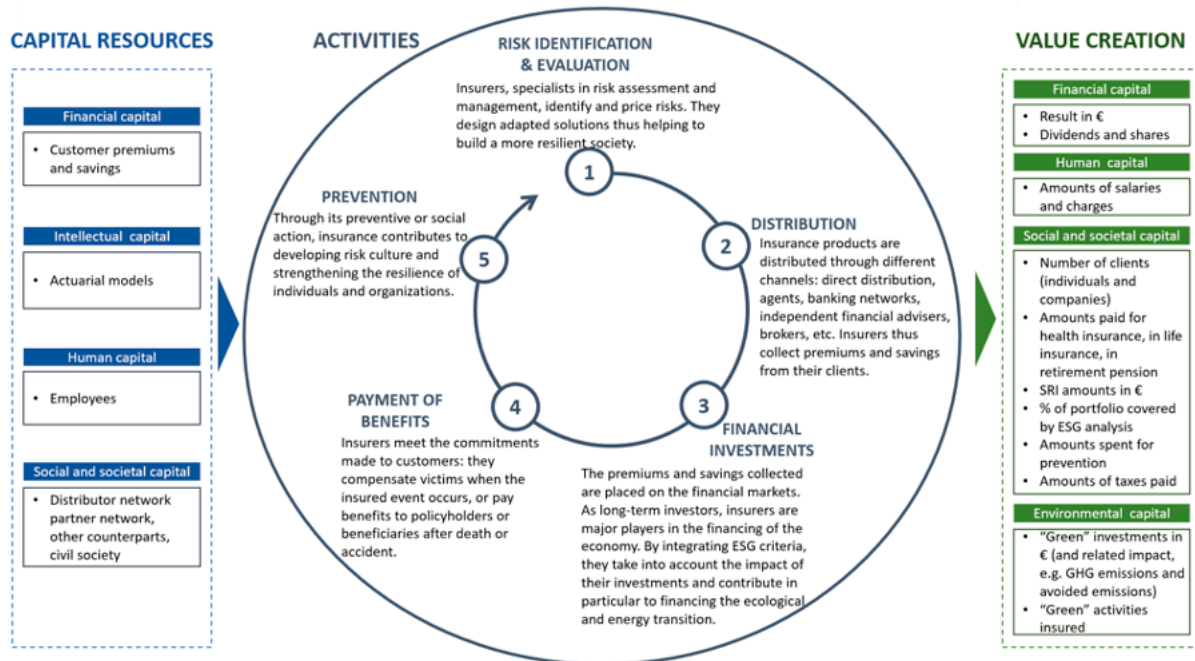 CAPITAL RESOURCES
Financial capital
• Customer premiums
and savings
Intellectual capital
• Actuarial models
Human capital
• Employees
Social and societal capital
• Distributor network
partner network,
other counterparts,
civil society
ACTIVITIES
RISK IDENTIFICATION
& EVALUATION
Insurers, specialists in risk assessment and
management, identify and price risks. They
design adapted solutions thus helping to
build a more resilient society.
1
DISTRIBUTION
2
Insurance products are
distributed through different
channels: direct distribution,
agents, banking networks,
independent financial advisers,
brokers, etc. Insurers thus
collect premiums and savings
from their clients.
3
FINANCIAL
INVESTMENTS
The premiums and savings collected
are placed on the financial markets.
As long-term investors, insurers are
major players in the financing of the
economy. By integrating ESG criteria,
they take into account the impact of
their investments and contribute in
particular to financing the ecological
and energy transition.
4
PAYMENT OF
BENEFITS
Insurers meet the commitments
made to customers: they
compensate victims when the
insured event occurs, or pay
benefits to policyholders or
beneficiaries after death or
accident.
PREVENTION
5
Through its preventive or social
action, insurance contributes to
developing risk culture and
strengthening the resilience of
individuals and organizations.
VALUE CREATION
Financial capital
• Result in €
• Dividends and shares
Human capital
• Amounts of salaries
and charges
Social and societal capital
• Number of clients
(individuals and
companies)
• Amounts paid for
health insurance, in life
insurance, in
retirement pension
• SRI amounts in €
• % of portfolio covered
by ESG analysis
• Amounts spent for
prevention
• Amounts of taxes paid
Environmental capital
• “Green” investments in
€ (and related impact,
e.g. GHG emissions and
avoided emissions)
• “Green” activities
insured